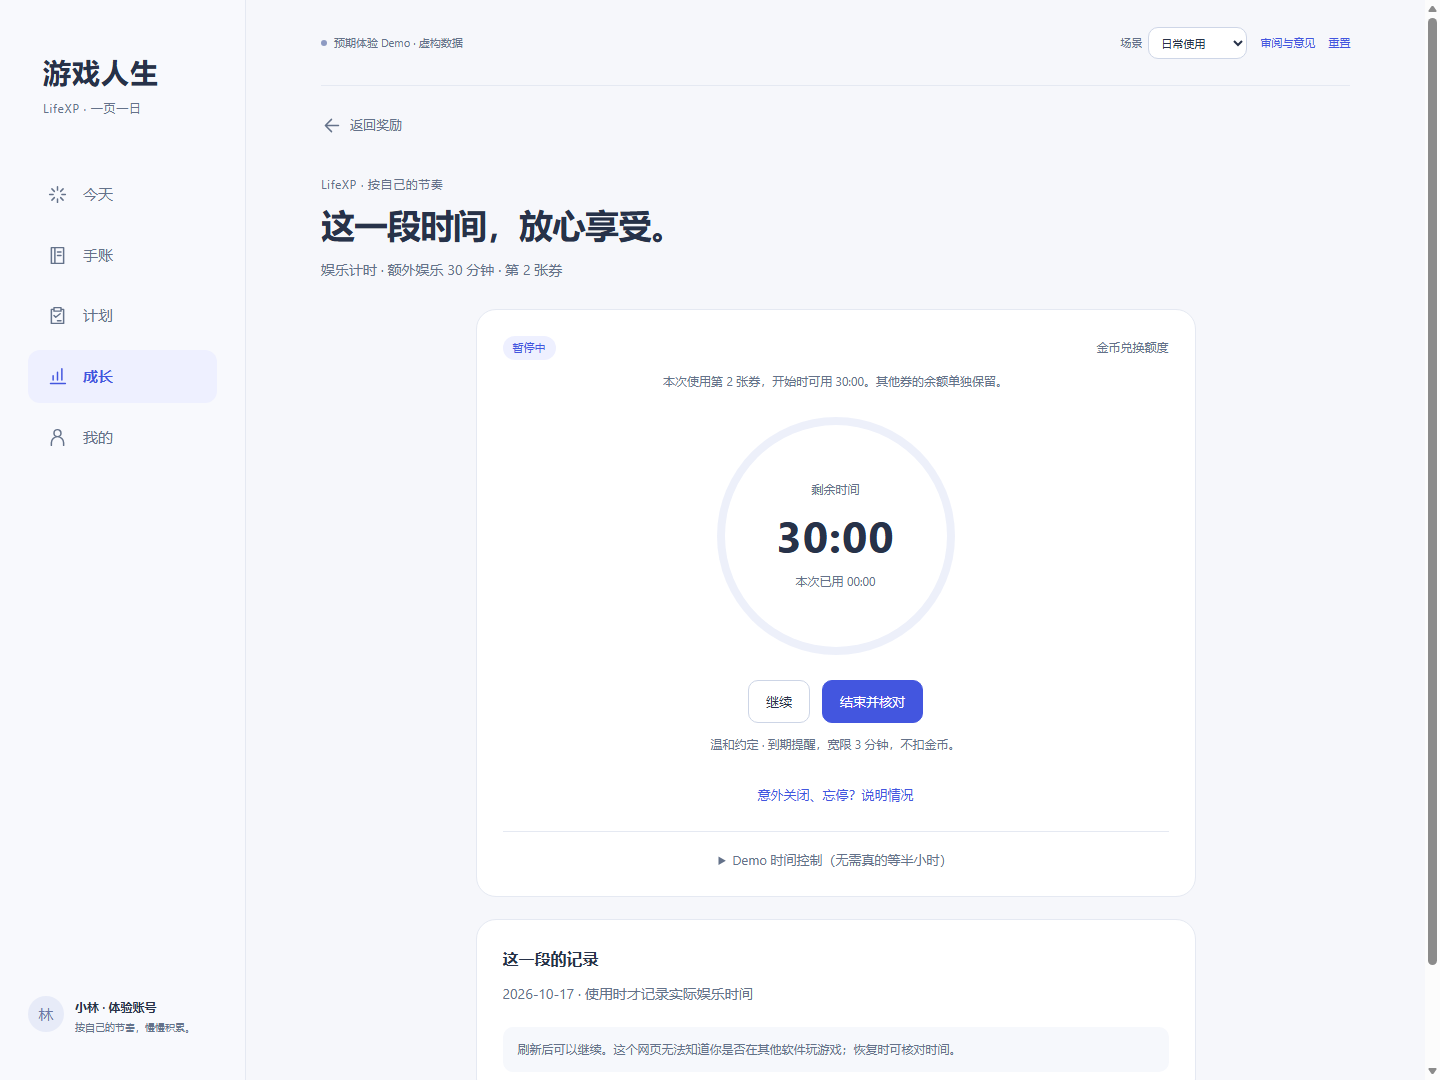 游戏人生
LifeXP · 一页一日
今天
手账
计划
成长
我的
林
小林 · 体验账号
按自己的节奏，慢慢积累。
预期体验 Demo · 虚构数据
场景
日常使用
审阅与意见
重置
返回奖励
LifeXP · 按自己的节奏
这一段时间，放心享受。
娱乐计时 · 额外娱乐 30 分钟 · 第 2 张券
暂停中
金币兑换额度
本次使用第 2 张券，开始时可用 30:00。其他券的余额单独保留。
剩余时间
30:00
本次已用 00:00
继续
结束并核对
温和约定 · 到期提醒，宽限 3 分钟，不扣金币。
意外关闭、忘停？说明情况
Demo 时间控制（无需真的等半小时）
这一段的记录
2026-10-17 · 使用时才记录实际娱乐时间
刷新后可以继续。这个网页无法知道你是否在其他软件玩游戏；恢复时可核对时间。